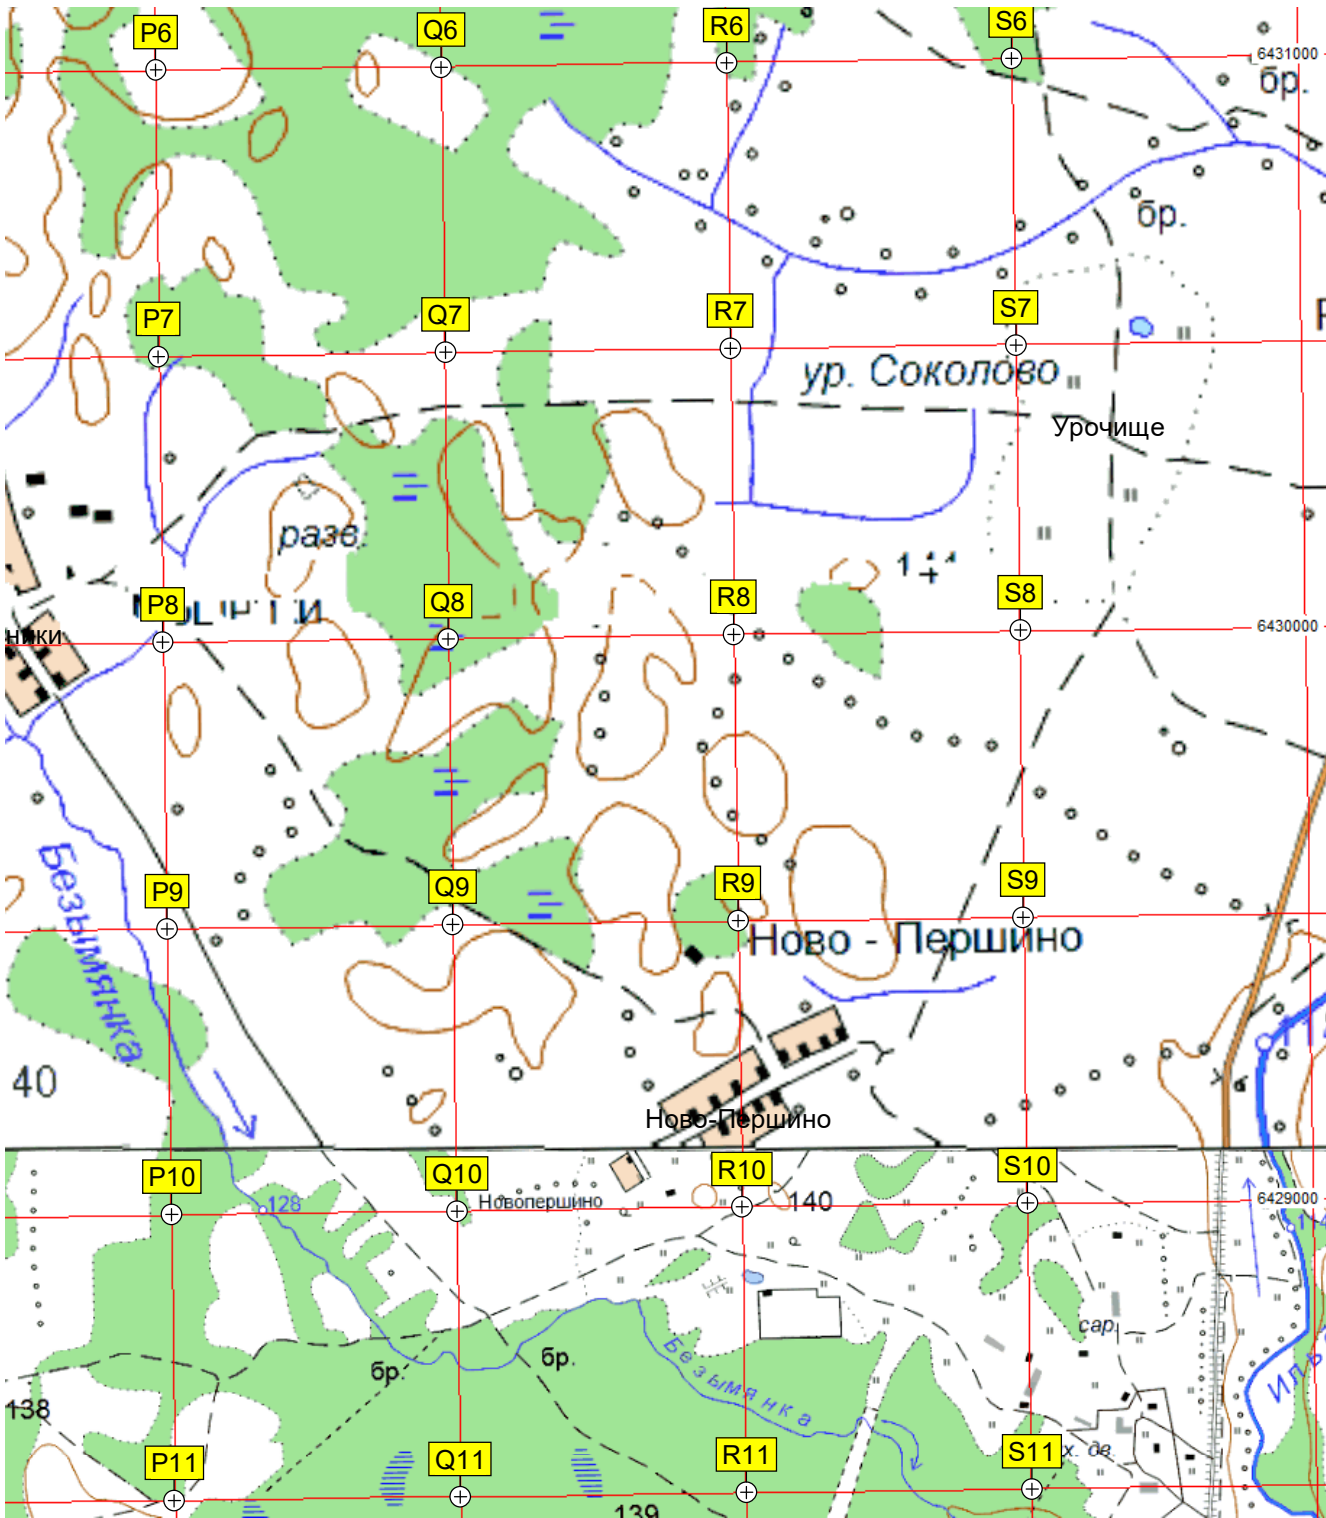 P6
Q6
R6
S6
6431000
бр.
бр.
P7
Q7
R7
S7
ур. Соколово
Урочище
разв
P8
Q8
R8
S8
6430000
ники
Безымянка
P9
Q9
R9
S9
Ново - Першино
40
Ново-Першино
P10
Q10
R10
S10
128
Новопершино
140
6429000
сар.
бр.
бр.
Безымянка
138
х. дв.
P11
Q11
R11
S11
139